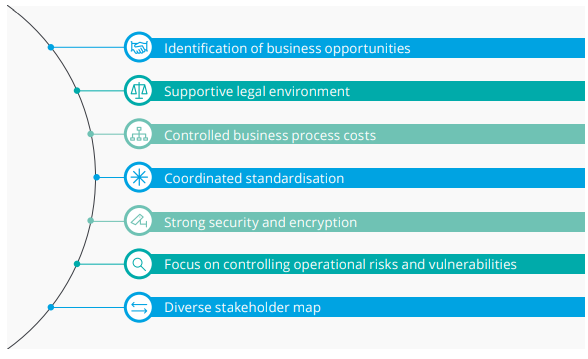 Identification of business opportunities
Supportive legal environment
Controlled business process costs
Coordinated standardisation
Strong security and encryption
Focus on controlling operational risks and vulnerabilities
Diverse stakeholder map